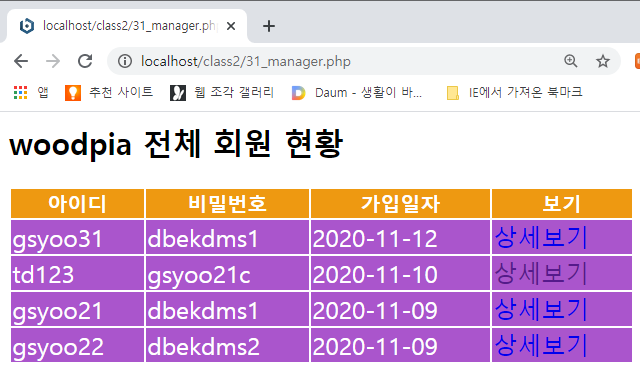 localhost/class2/31_manager.php
localhost/class2/31_manager.php
앱 추천 사이트 웹 조각 갤러리 Daum - 생활이 바... IE에서 가져온 북마크
woodpia 전체 회원 현황
아이디 비밀번호 가입일자 보기
gsyoo31 dbekdms1 2020-11-12 상세보기
td123 gsyoo21c 2020-11-10 상세보기
gsyoo21 dbekdms1 2020-11-09 상세보기
gsyoo22 dbekdms2 2020-11-09 상세보기